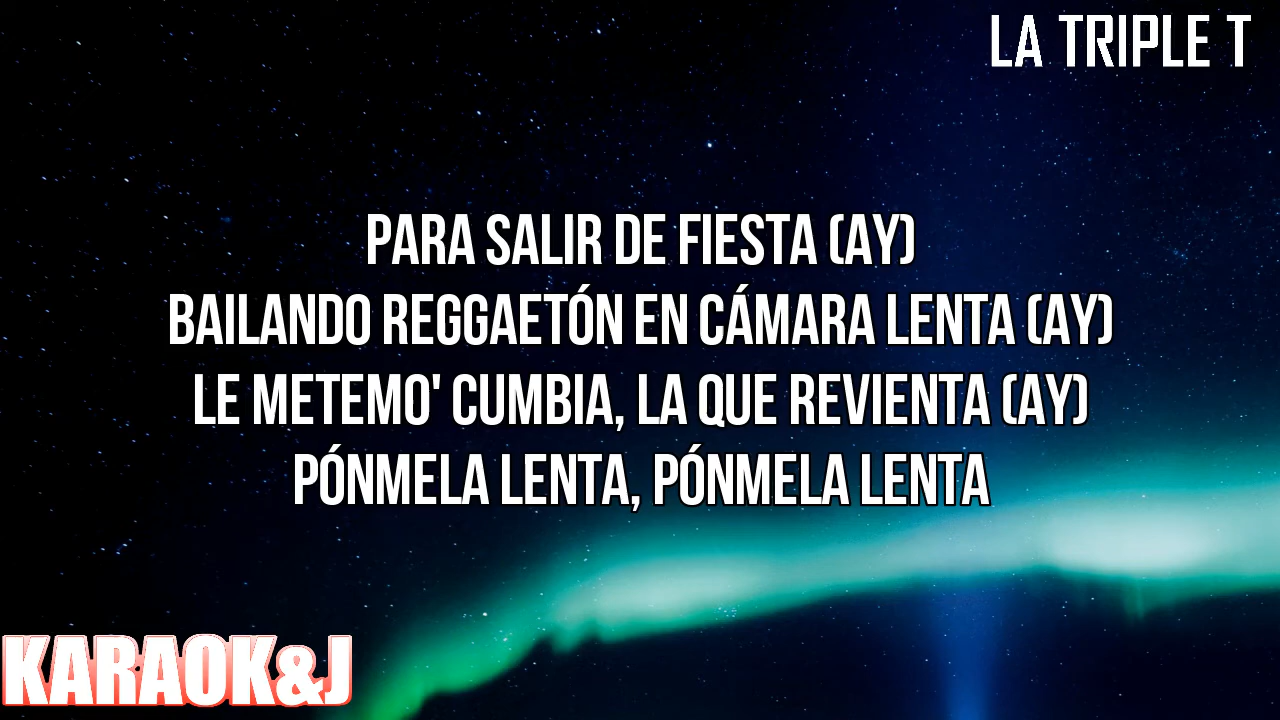 LA TRIPLE T
PARA SALIR DE FIESTA (AY)
BAILANDO REGGAETÓN EN CÁMARA LENTA (AY)
LE METEMO' CUMBIA, LA QUE REVIENTA (AY)
PÓNMELA LENTA, PÓNMELA LENTA
KARAOK&J